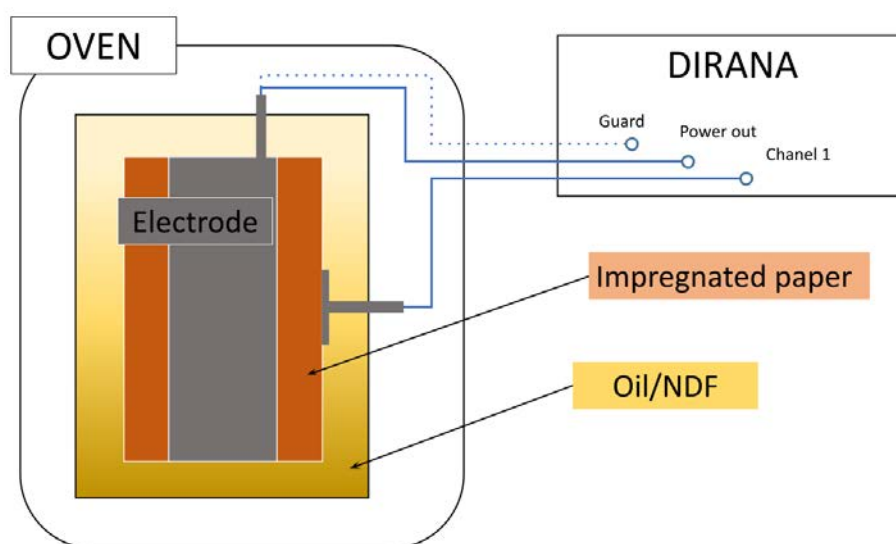 OVEN
DIRANA
Guard
Power out
Chanel 1
Electrode
Impregnated paper
Oil/NDF